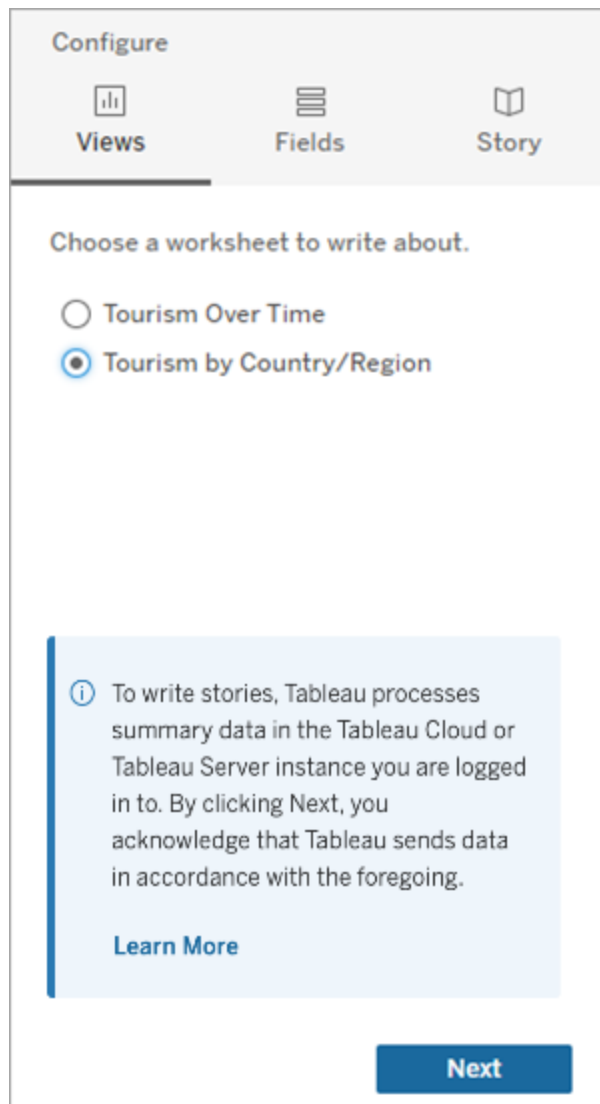 Configure
Views Fields Story
Choose a worksheet to write about.
Tourism Over Time
Tourism by Country/Region
To write stories, Tableau processes
summary data in the Tableau Cloud or
Tableau Server instance you are logged
in to. By clicking Next, you
acknowledge that Tableau sends data
in accordance with the foregoing.
Learn More
Next